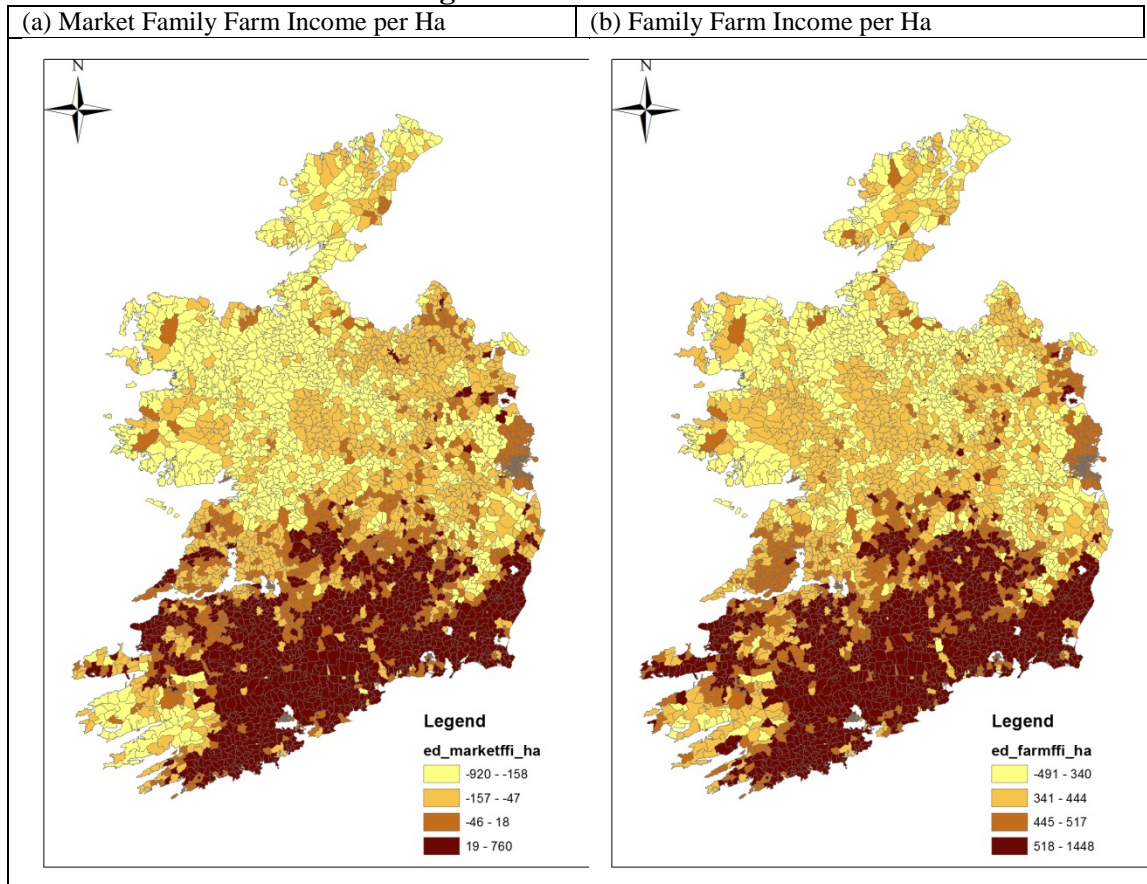 (a) Market Family Farm Income per Ha
(b) Family Farm Income per Ha
N
N
Legend
ed_marketffi_ha
-920 - -158
-157 - -47
-46 - 18
19 - 760
Legend
ed_farmffi_ha
-491 - 340
341 - 444
445 - 517
518 - 1448